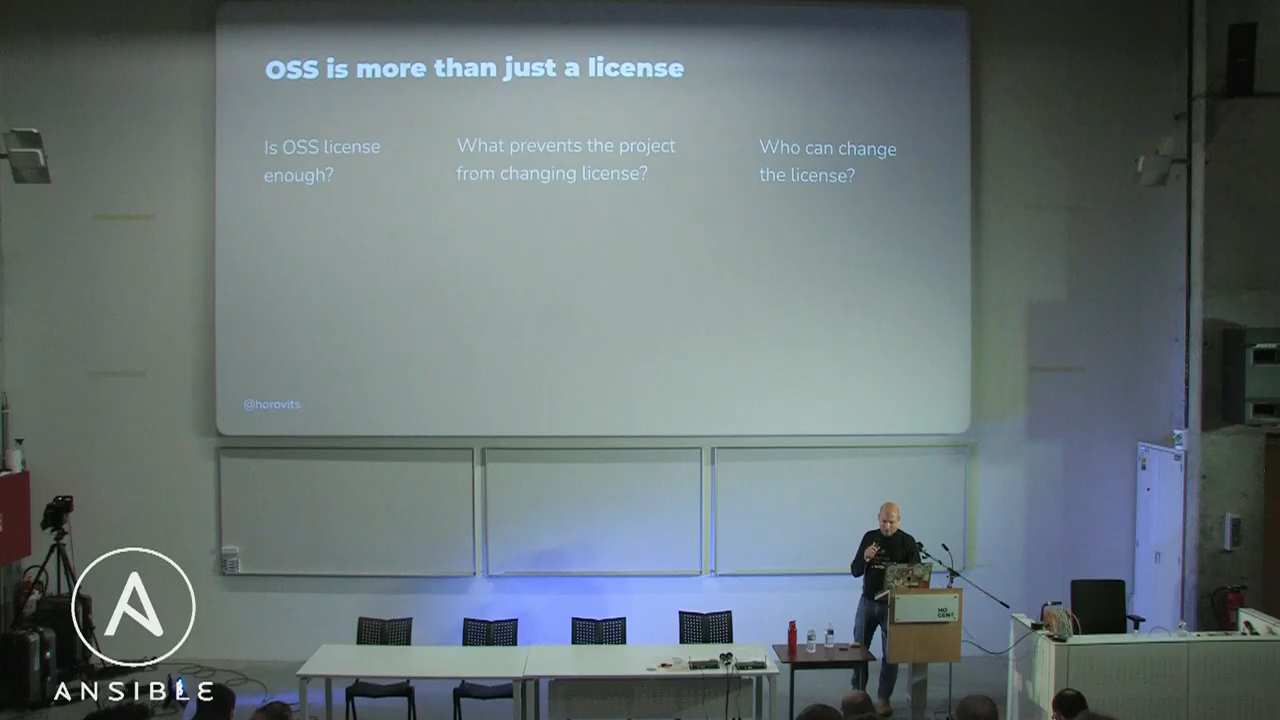 OSS is more than just a license
Is OSS license
enough?
What prevents the project
from changing license?
Who can change
the license?
@horovits
HO
GENT
ANSIBLE